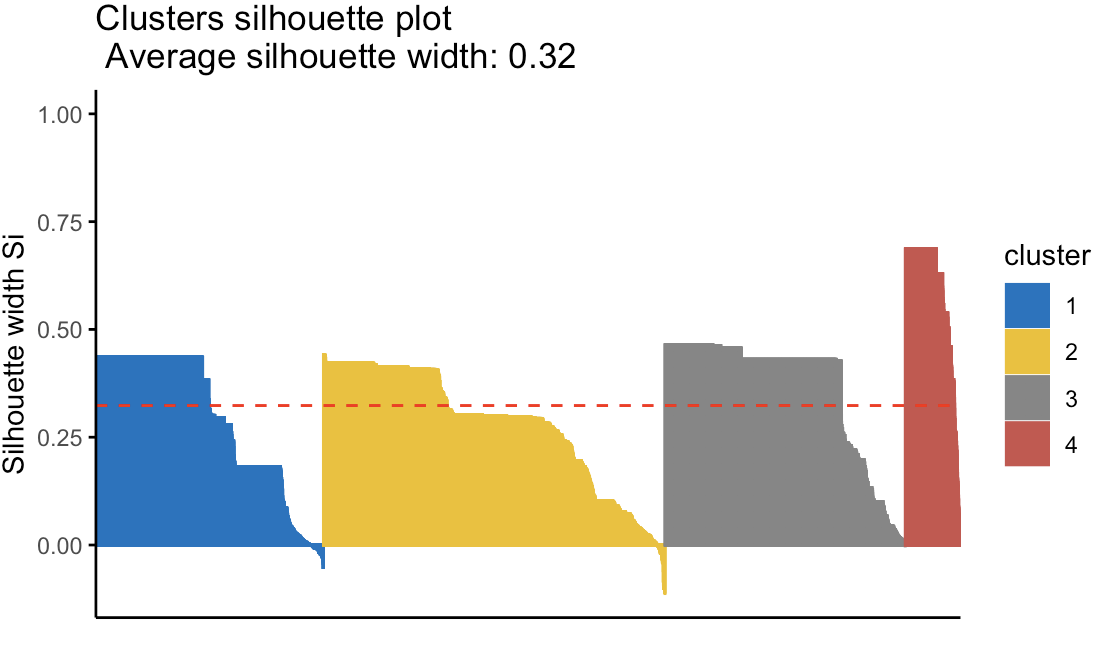 Clusters silhouette plot
Average silhouette width: 0.32
1.00
0.75
0.50
0.25
0.00
Silhouette width Si
cluster
1
2
3
4